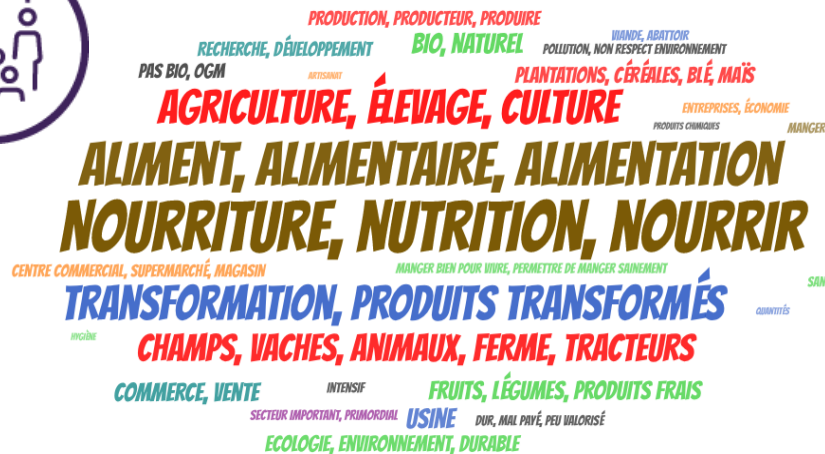 PRODUCTION, PRODUCTEUR, PRODUIRE
VIANDE, ABATTOIR
RECHERCHE, DÉVELOPPEMENT
BIO, NATUREL
POLLUTION, NON RESPECT ENVIRONNEMENT
PAS BIO, OGM
ARTISANAT
PLANTATIONS, CÉRÉALES, BLÉ, MAÏS
AGRICULTURE, ÉLEVAGE, CULTURE
ENTREPRISES, ÉCONOMIE
PRODUITS CHIMIQUES
MANGER
ALIMENT, ALIMENTAIRE, ALIMENTATION
NOURRITURE, NUTRITION, NOURRIR
CENTRE COMMERCIAL, SUPERMARCHÉ, MAGASIN
MANGER BIEN POUR VIVRE, PERMETTRE DE MANGER SAINEMENT
SAN
TRANSFORMATION, PRODUITS TRANSFORMÉS
QUANTITÉS
HYGIÈNE
CHAMPS, VACHES, ANIMAUX, FERME, TRACTEURS
COMMERCE, VENTE
INTENSIF
FRUITS, LÉGUMES, PRODUITS FRAIS
SECTEUR IMPORTANT, PRIMORDIAL
USINE
DUR, MAL PAYÉ, PEU VALORISÉ
ECOLOGIE, ENVIRONNEMENT, DURABLE